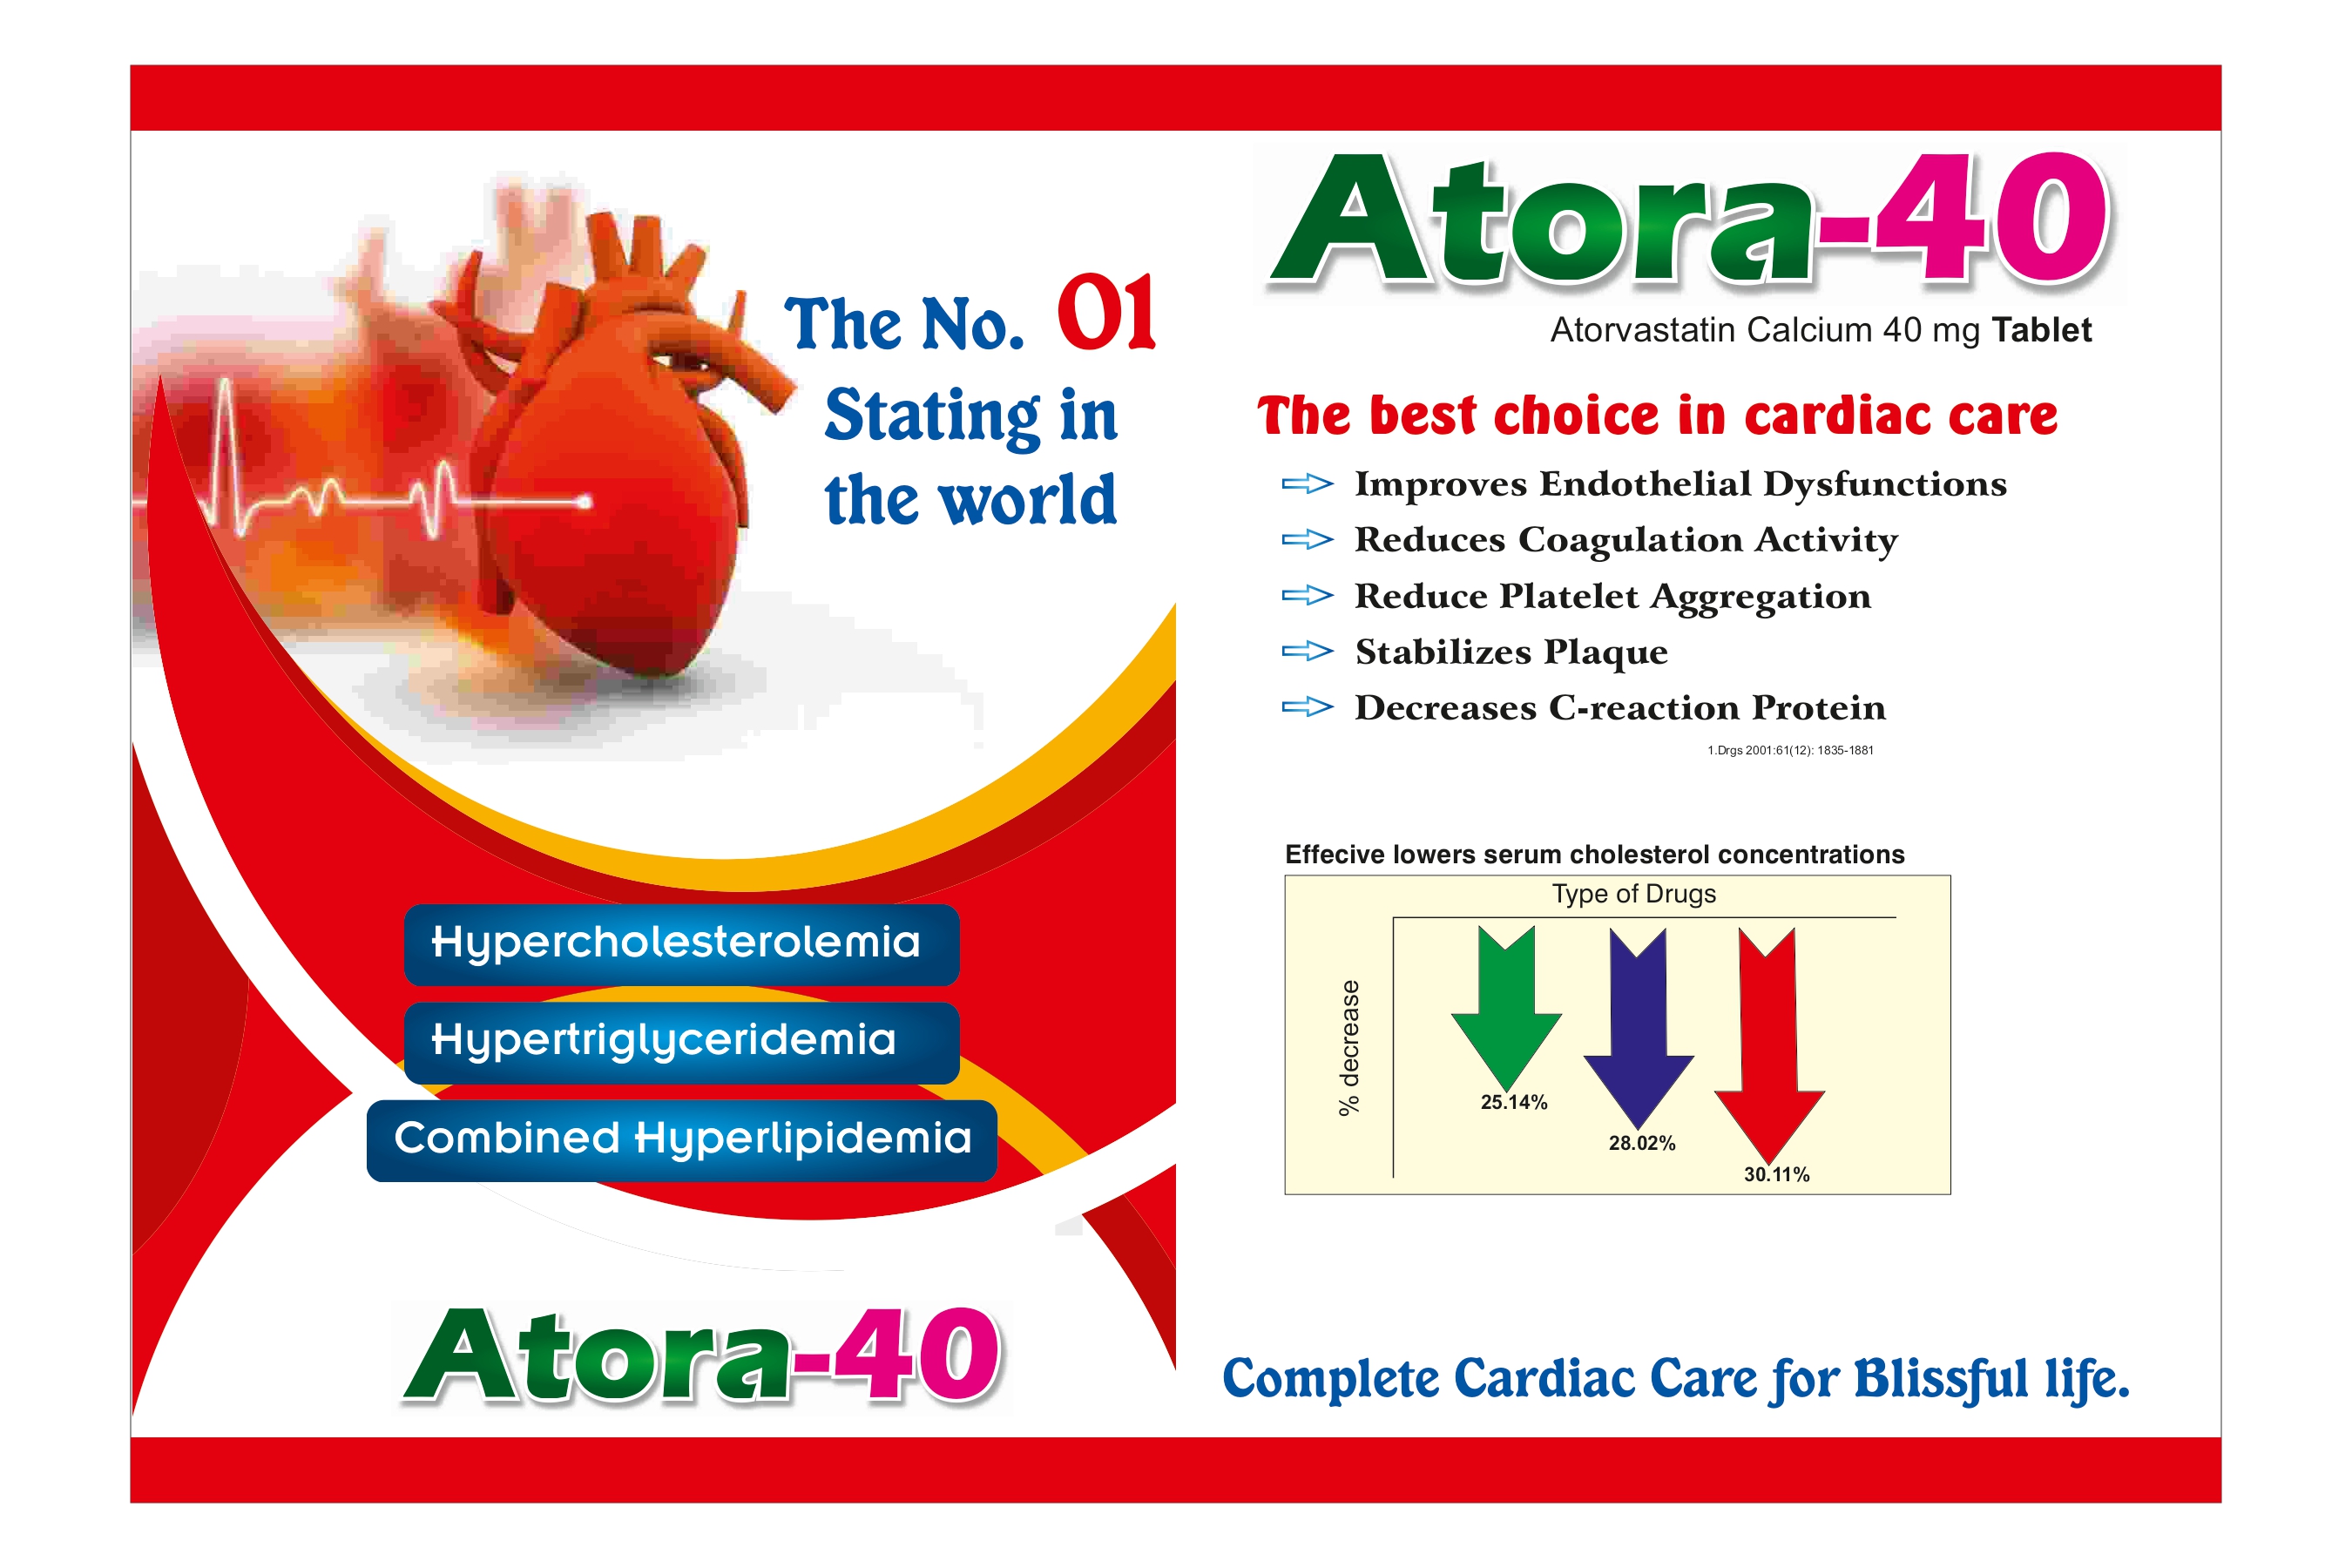 The No. 01
Stating in
the world
Hypercholesterolemia
Hypertriglyceridemia
Combined Hyperlipidemia
Atora-40
Atora-40
Atorvastatin Calcium 40 mg Tablet
The best choice in cardiac care
Improves Endothelial Dysfunctions
Reduces Coagulation Activity
Reduce Platelet Aggregation
Stabilizes Plaque
Decreases C-reaction Protein
1.Drgs 2001:61(12): 1835-1881
Effecive lowers serum cholesterol concentrations
Type of Drugs
% decrease
25.14%
28.02%
30.11%
Complete Cardiac Care for Blissful life.